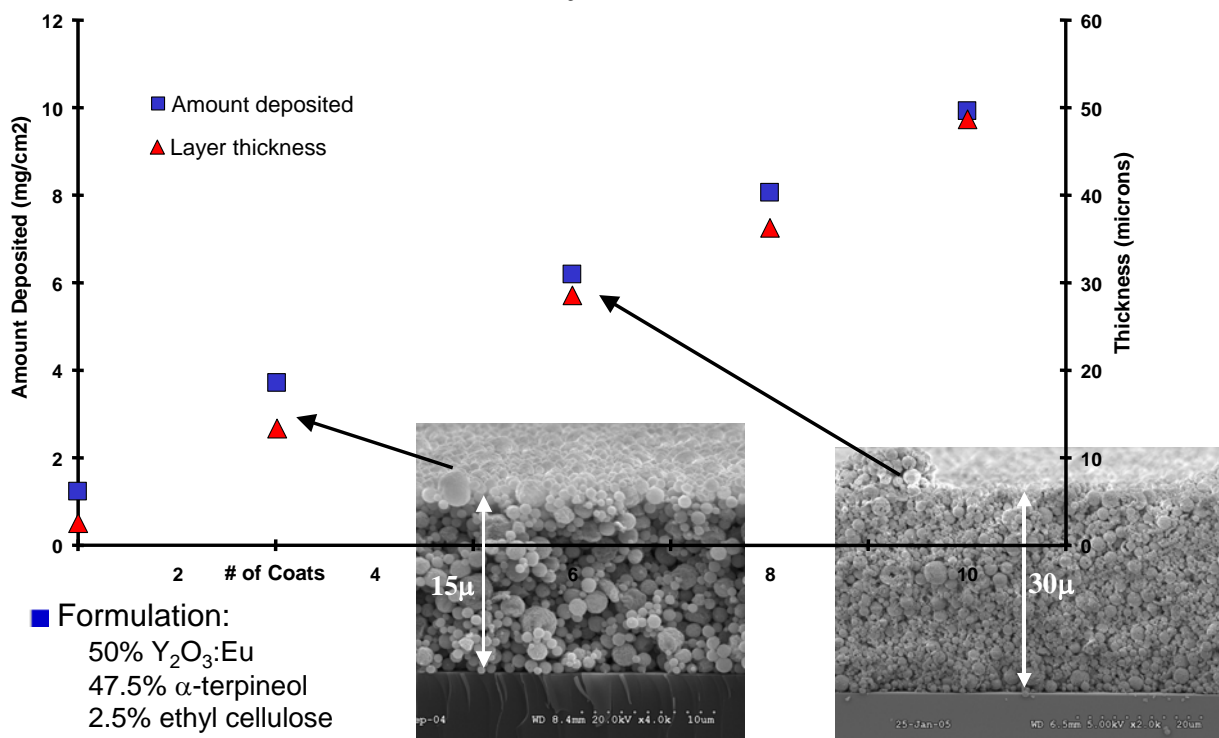 12
10
8
6
4
2
0
Amount Deposited (mg/cm2)
60
50
40
30
20
10
0
Thickness (microns)
Amount deposited
Layer thickness
2
# of Coats
4
6
8
10
15μ
30μ
Formulation:
50% Y₂O₃:Eu
47.5% α-terpineol
2.5% ethyl cellulose
ep-04 WD 8.4mm 20.0kV x4.0k 10um
25-Jan-05 WD 6.5mm 5.00kV x2.0k 20um